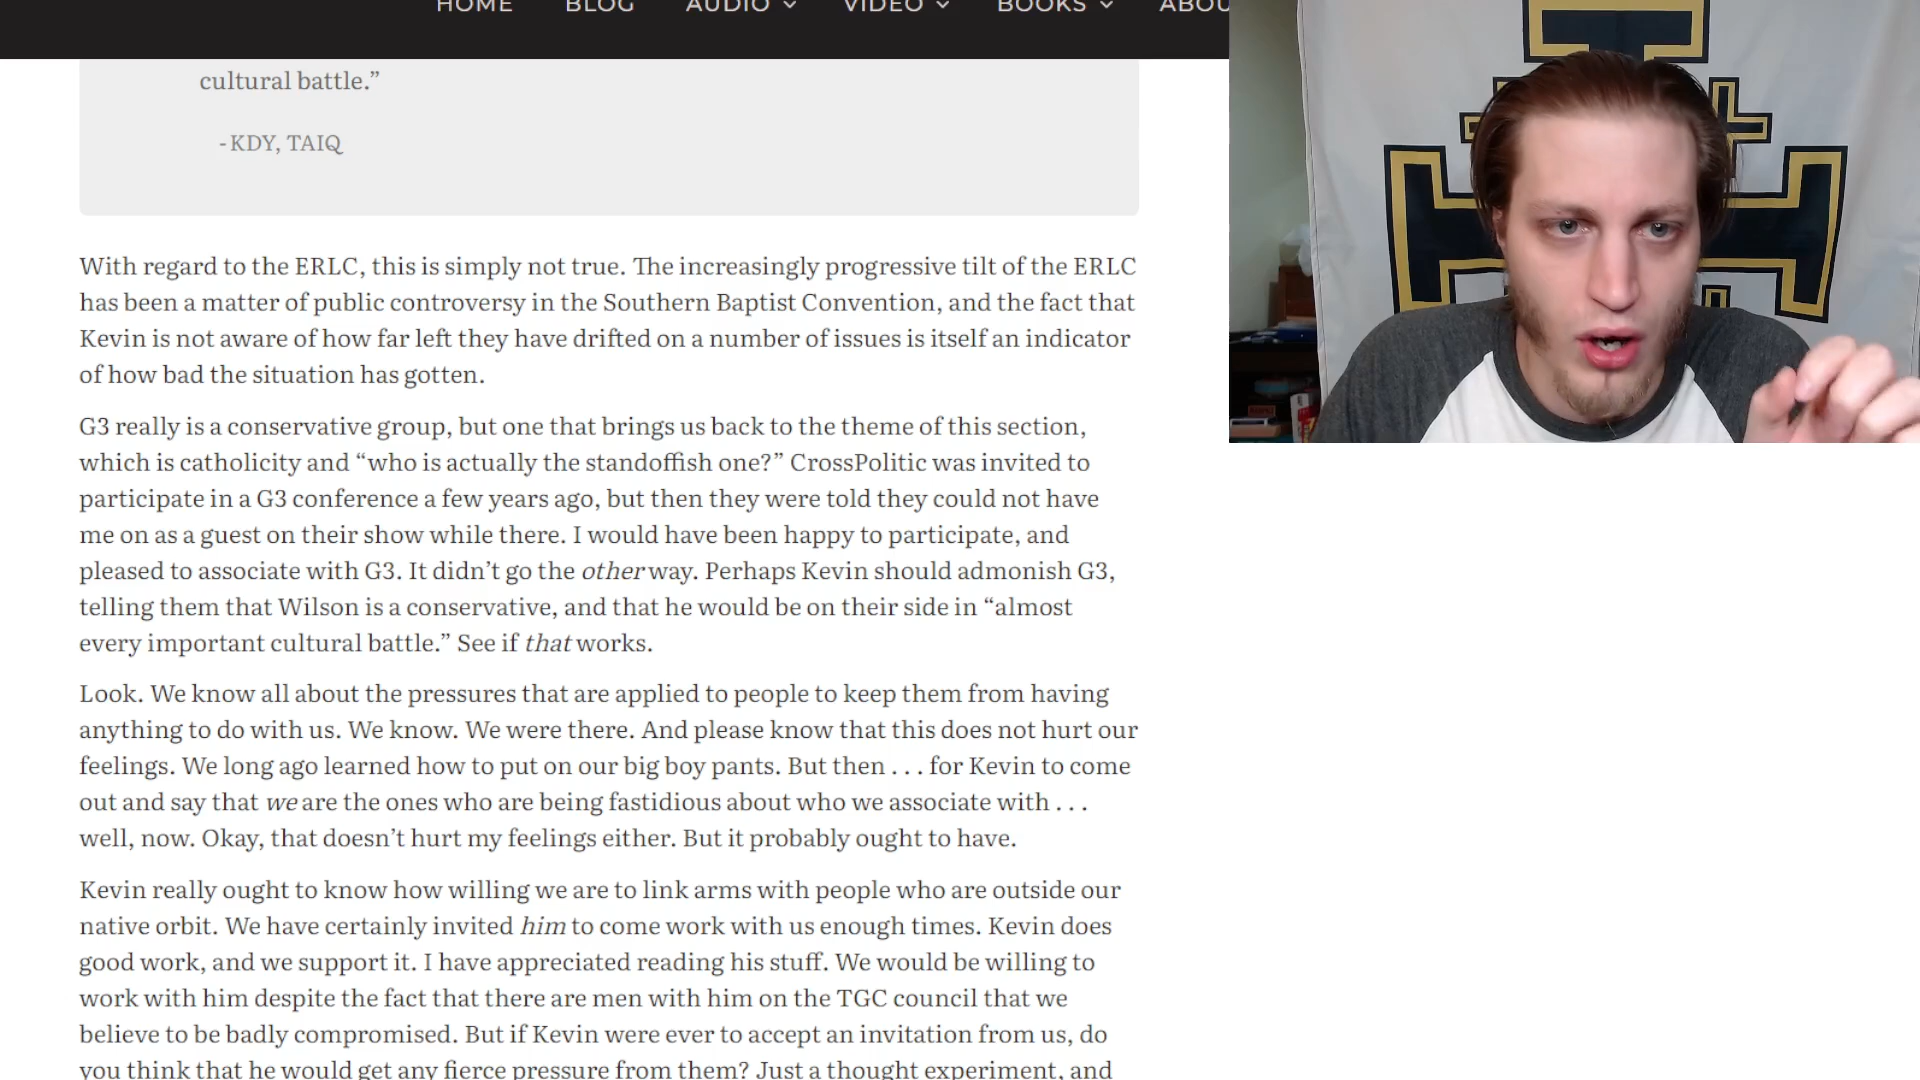 HOME BLOG AUDIO VIDEO BOOKS ABOU
cultural battle.”
-KDY, TAIQ
With regard to the ERLC, this is simply not true. The increasingly progressive tilt of the ERLC
has been a matter of public controversy in the Southern Baptist Convention, and the fact that
Kevin is not aware of how far left they have drifted on a number of issues is itself an indicator
of how bad the situation has gotten.
G3 really is a conservative group, but one that brings us back to the theme of this section,
which is catholicity and “who is actually the standoffish one?” CrossPolitic was invited to
participate in a G3 conference a few years ago, but then they were told they could not have
me on as a guest on their show while there. I would have been happy to participate, and
pleased to associate with G3. It didn’t go the other way. Perhaps Kevin should admonish G3,
telling them that Wilson is a conservative, and that he would be on their side in “almost
every important cultural battle.” See if that works.
Look. We know all about the pressures that are applied to people to keep them from having
anything to do with us. We know. We were there. And please know that this does not hurt our
feelings. We long ago learned how to put on our big boy pants. But then . . . for Kevin to come
out and say that we are the ones who are being fastidious about who we associate with . . .
well, now. Okay, that doesn’t hurt my feelings either. But it probably ought to have.
Kevin really ought to know how willing we are to link arms with people who are outside our
native orbit. We have certainly invited him to come work with us enough times. Kevin does
good work, and we support it. I have appreciated reading his stuff. We would be willing to
work with him despite the fact that there are men with him on the TGC council that we
believe to be badly compromised. But if Kevin were ever to accept an invitation from us, do
you think that he would get any fierce pressure from them? Just a thought experiment, and